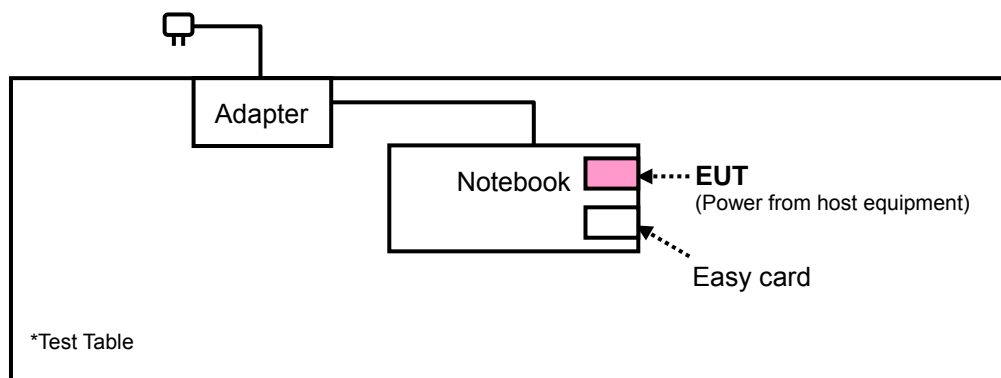 Adapter
Notebook
EUT
(Power from host equipment)
Easy card
*Test Table